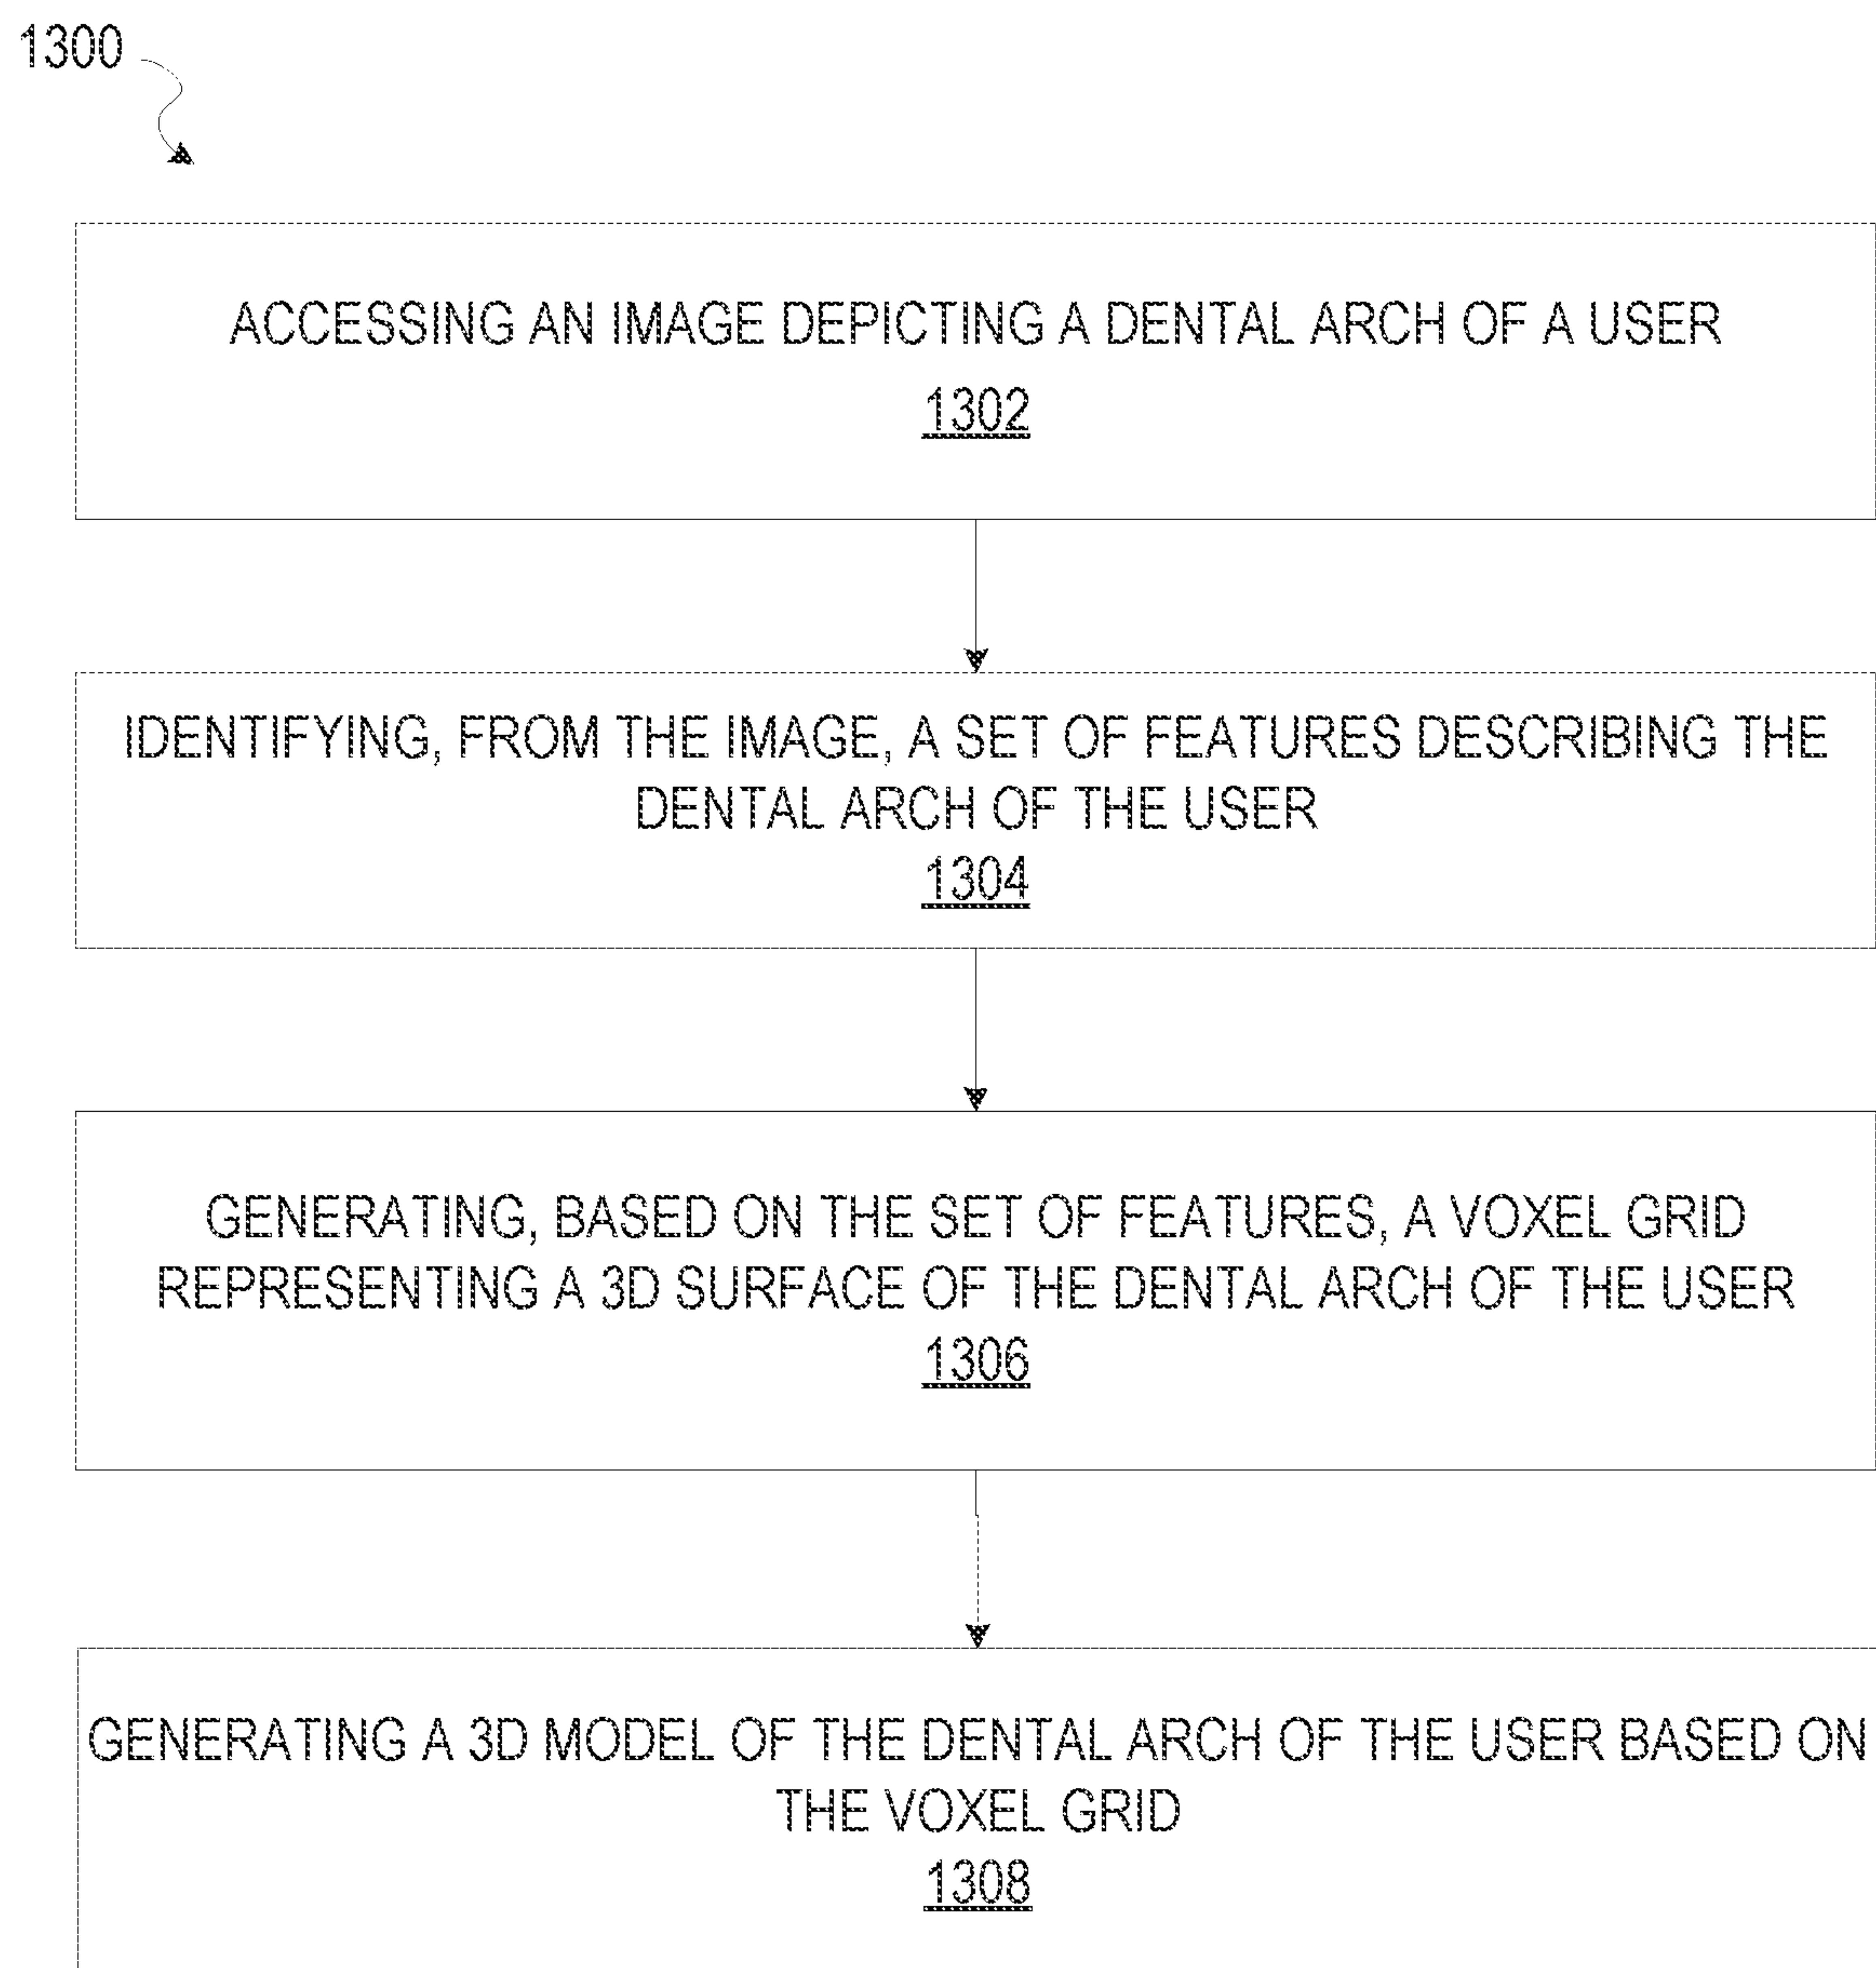 1300
ACCESSING AN IMAGE DEPICTING A DENTAL ARCH OF A USER
1302
IDENTIFYING, FROM THE IMAGE, A SET OF FEATURES DESCRIBING THE
DENTAL ARCH OF THE USER
1304
GENERATING, BASED ON THE SET OF FEATURES, A VOXEL GRID
REPRESENTING A 3D SURFACE OF THE DENTAL ARCH OF THE USER
1306
GENERATING A 3D MODEL OF THE DENTAL ARCH OF THE USER BASED ON
THE VOXEL GRID
1308